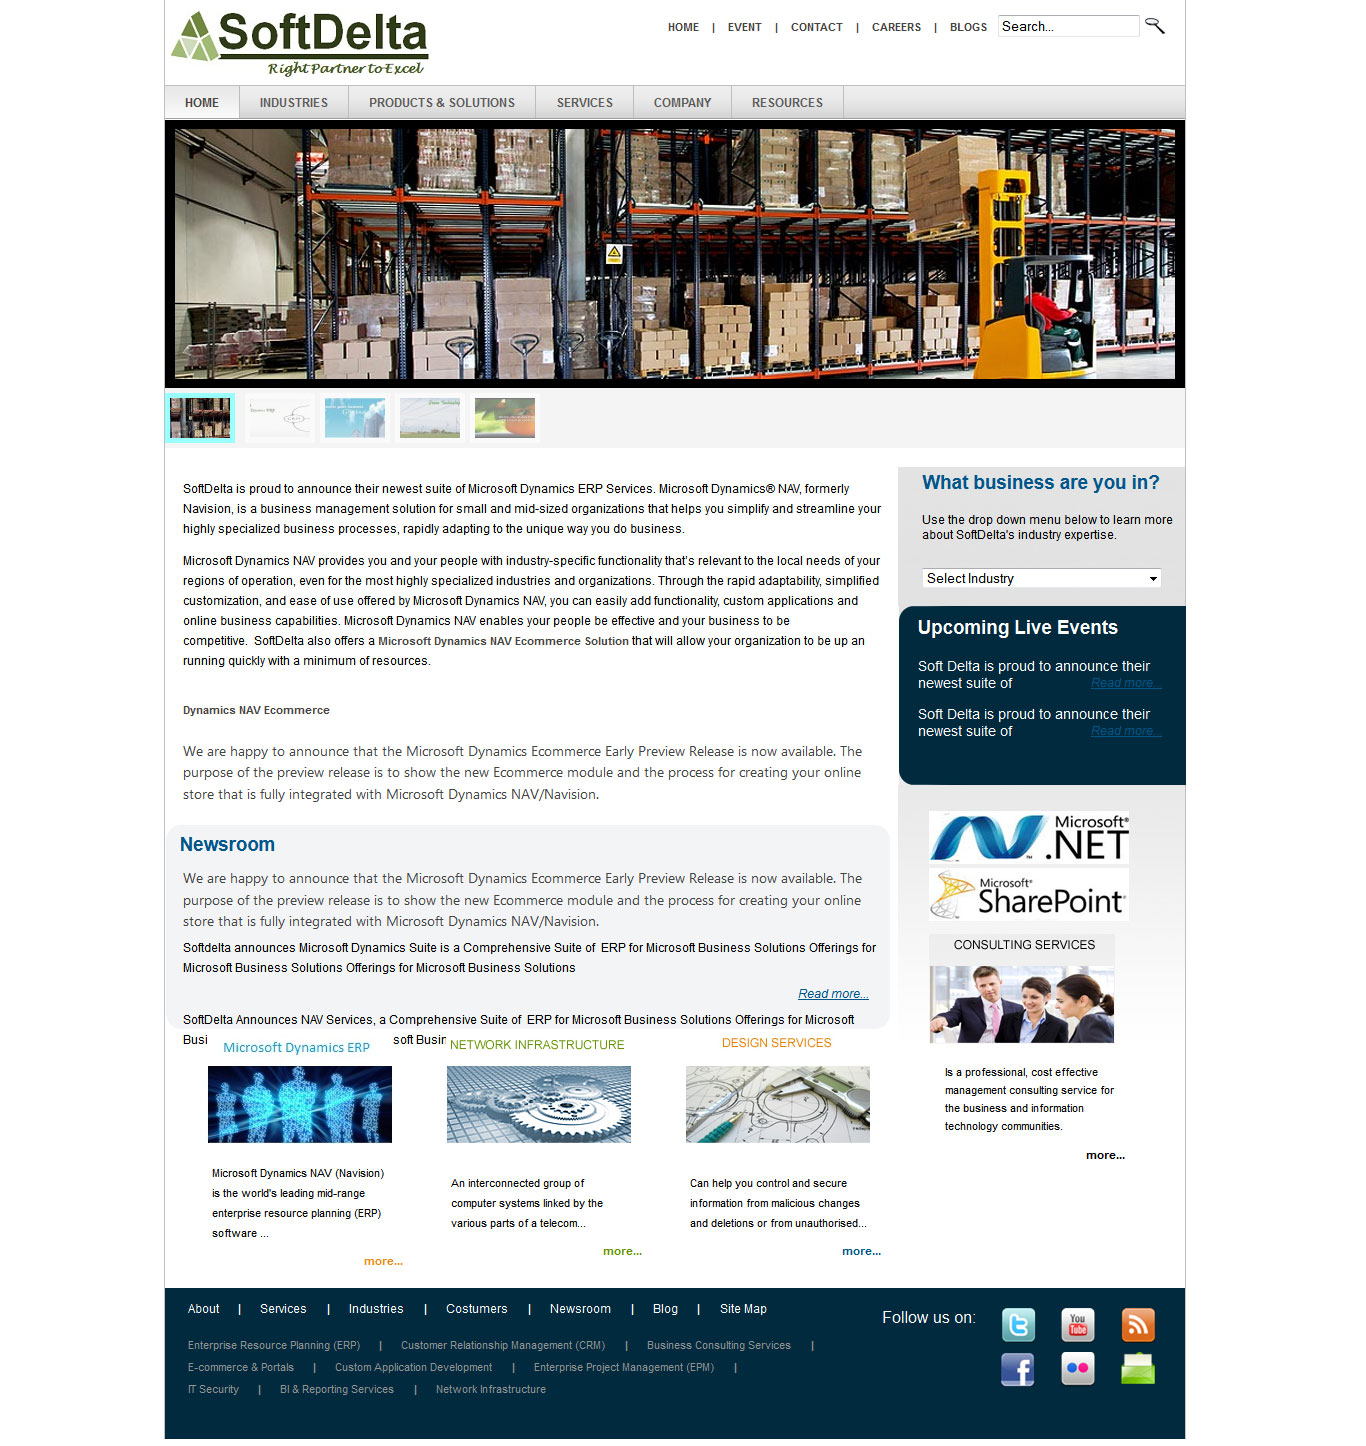 SoftDelta
Right Partner to Excel
HOME | EVENT | CONTACT | CAREERS | BLOGS Search...
HOME INDUSTRIES PRODUCTS & SOLUTIONS SERVICES COMPANY RESOURCES
SoftDelta is proud to announce their newest suite of Microsoft Dynamics ERP Services. Microsoft Dynamics® NAV, formerly
Navision, is a business management solution for small and mid-sized organizations that helps you simplify and streamline your
highly specialized business processes, rapidly adapting to the unique way you do business.
Microsoft Dynamics NAV provides you and your people with industry-specific functionality that's relevant to the local needs of your
regions of operation, even for the most highly specialized industries and organizations. Through the rapid adaptability, simplified
customization, and ease of use offered by Microsoft Dynamics NAV, you can easily add functionality, custom applications and
online business capabilities. Microsoft Dynamics NAV enables your people be effective and your business to be
competitive. SoftDelta also offers a Microsoft Dynamics NAV Ecommerce Solution that will allow your organization to be up an
running quickly with a minimum of resources.
Dynamics NAV Ecommerce
We are happy to announce that the Microsoft Dynamics Ecommerce Early Preview Release is now available. The
purpose of the preview release is to show the new Ecommerce module and the process for creating your online
store that is fully integrated with Microsoft Dynamics NAV/Navision.
Newsroom
We are happy to announce that the Microsoft Dynamics Ecommerce Early Preview Release is now available. The
purpose of the preview release is to show the new Ecommerce module and the process for creating your online
store that is fully integrated with Microsoft Dynamics NAV/Navision.
Softdelta announces Microsoft Dynamics Suite is a Comprehensive Suite of ERP for Microsoft Business Solutions Offerings for
Microsoft Business Solutions Offerings for Microsoft Business Solutions
Read more...
SoftDelta Announces NAV Services, a Comprehensive Suite of ERP for Microsoft Business Solutions Offerings for Microsoft
Busi soft Busin
Microsoft Dynamics ERP
Microsoft Dynamics NAV (Navision)
is the world's leading mid-range
enterprise resource planning (ERP)
software ...
more...
NETWORK INFRASTRUCTURE
An interconnected group of
computer systems linked by the
various parts of a telecom...
more...
DESIGN SERVICES
Can help you control and secure
information from malicious changes
and deletions or from unauthorised...
more...
What business are you in?
Use the drop down menu below to learn more
about SoftDelta's industry expertise.
Select Industry
Upcoming Live Events
Soft Delta is proud to announce their
newest suite of Read more...
Soft Delta is proud to announce their
newest suite of Read more...
Microsoft®
.NET
Microsoft®
SharePoint
CONSULTING SERVICES
Is a professional, cost effective
management consulting service for
the business and information
technology communities.
more...
About | Services | Industries | Costumers | Newsroom | Blog | Site Map
Enterprise Resource Planning (ERP) | Customer Relationship Management (CRM) | Business Consulting Services |
E-commerce & Portals | Custom Application Development | Enterprise Project Management (EPM) |
IT Security | BI & Reporting Services | Network Infrastructure
Follow us on:
You
Tube